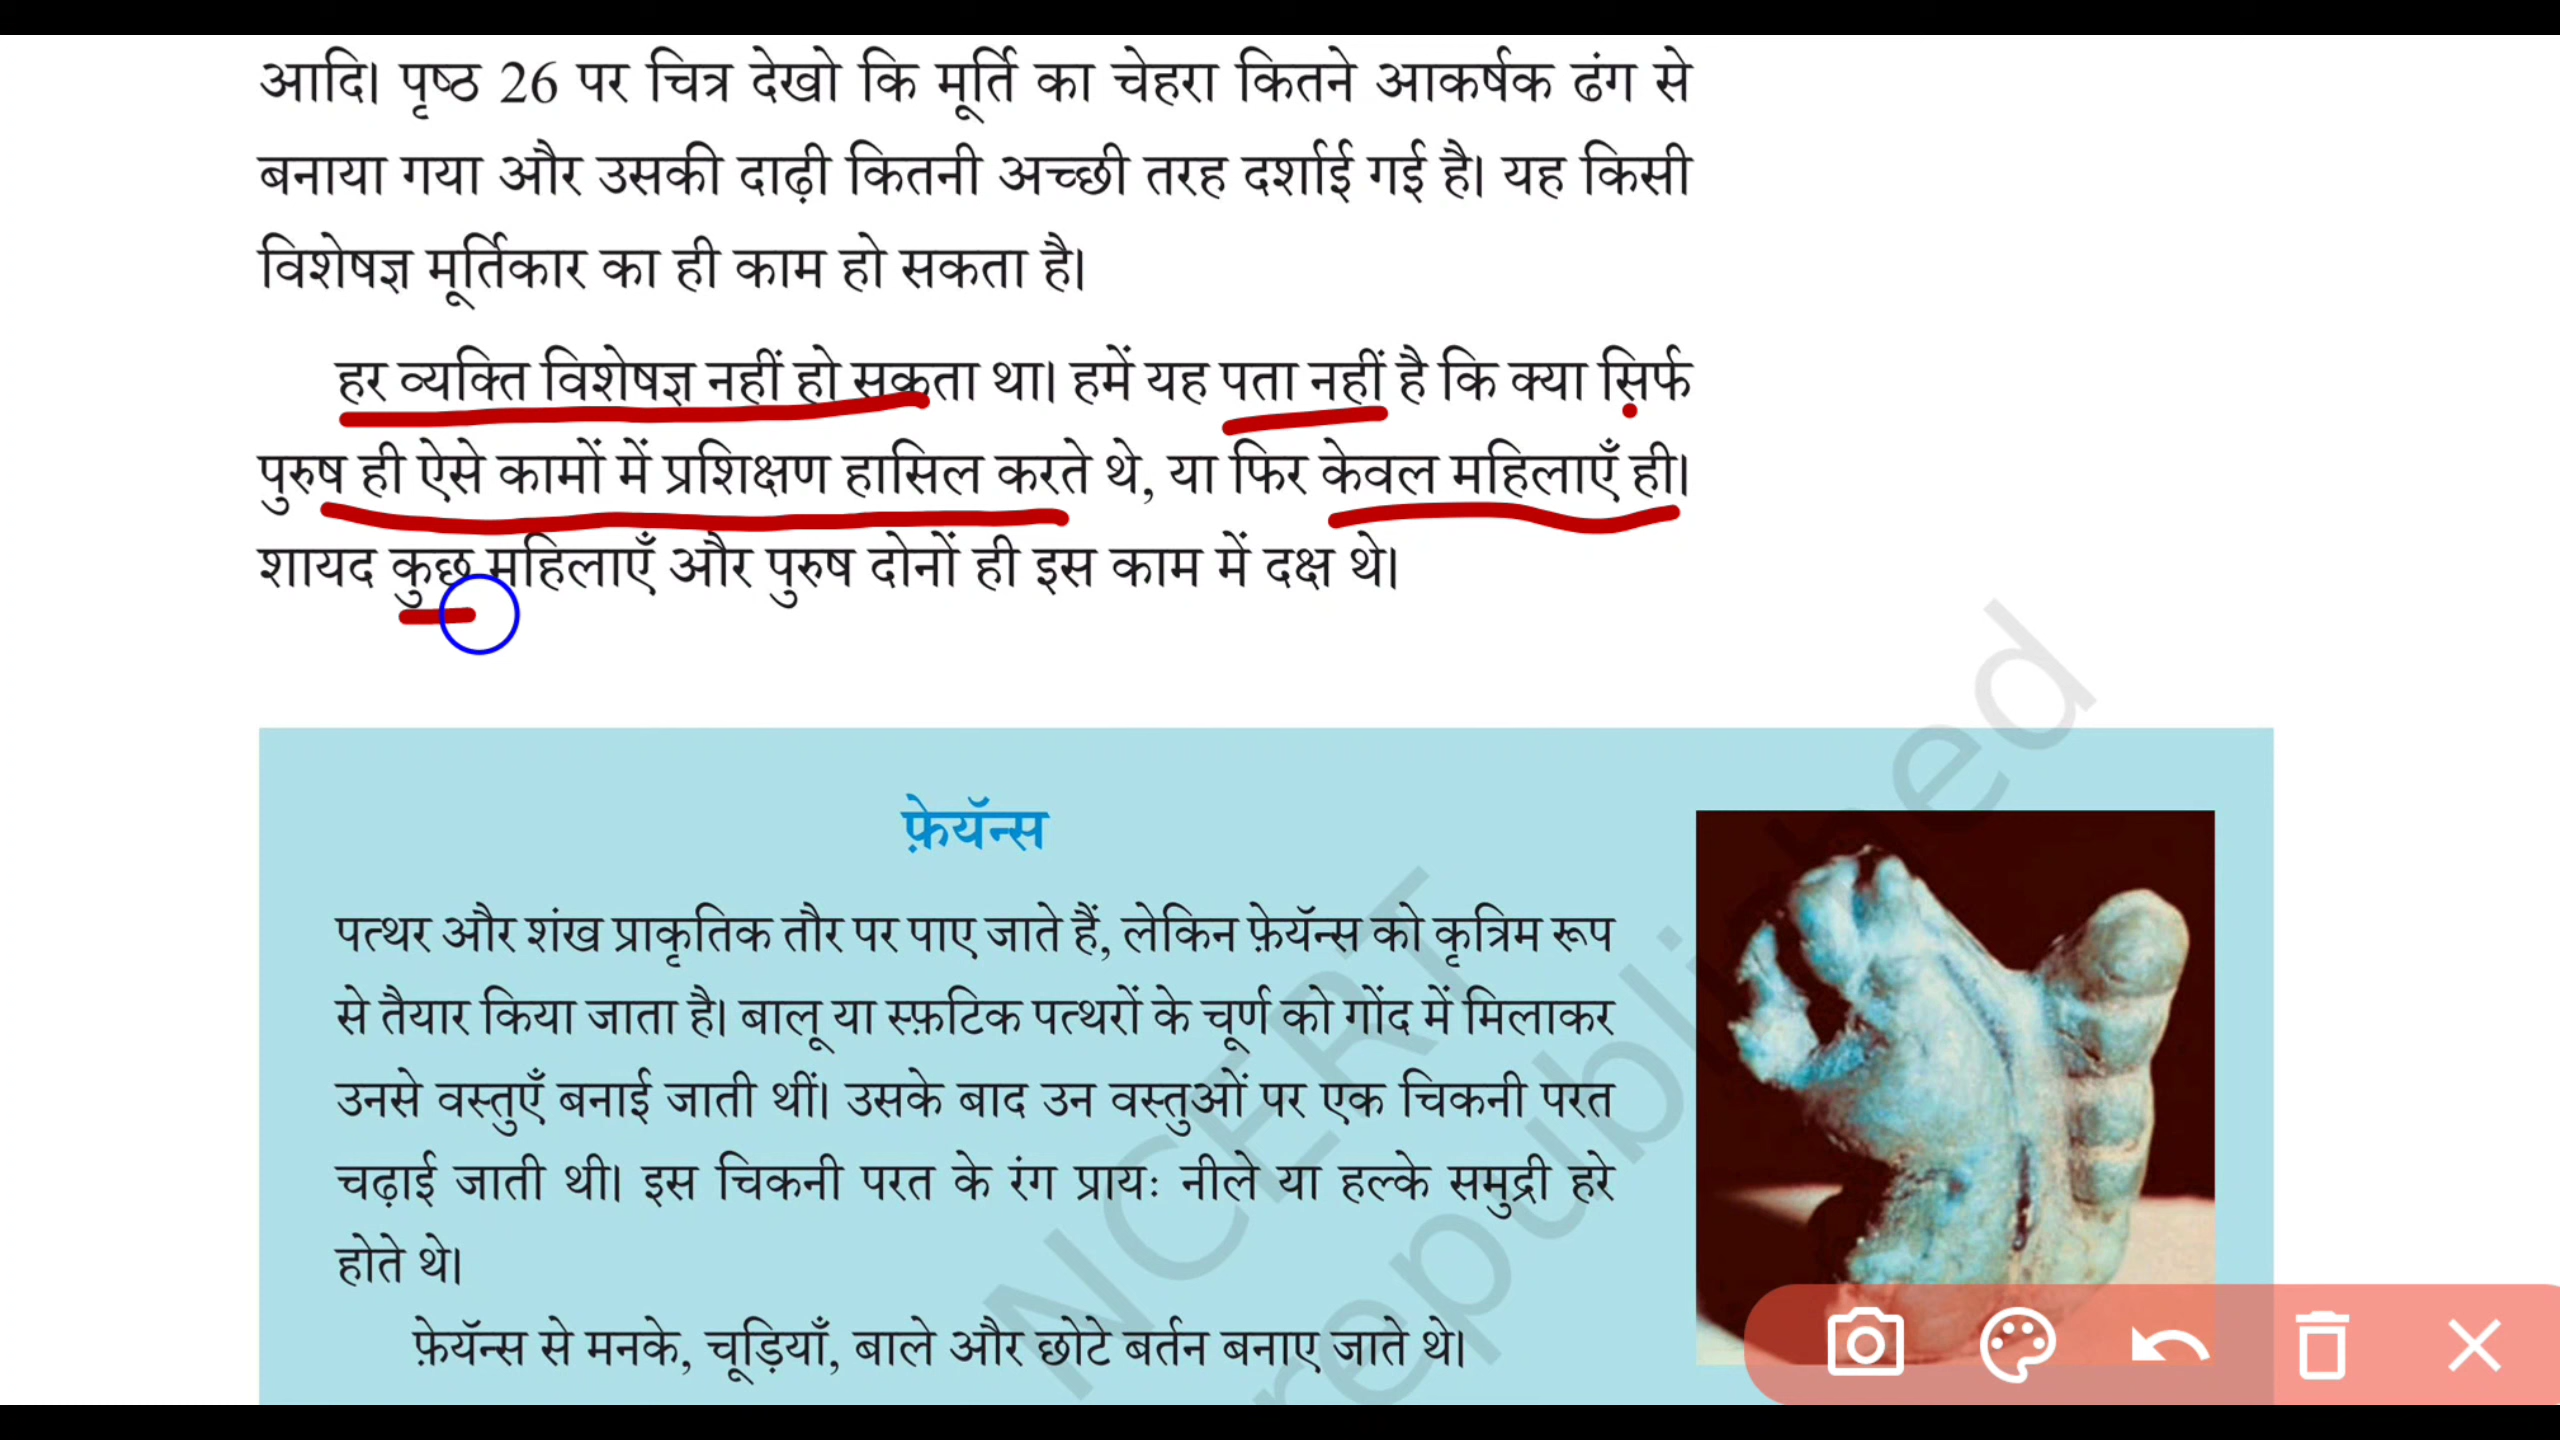 आदि। पृष्ठ 26 पर चित्र देखो कि मूर्ति का चेहरा कितने आकर्षक ढंग से
बनाया गया और उसकी दाढ़ी कितनी अच्छी तरह दर्शाई गई है। यह किसी
विशेषज्ञ मूर्तिकार का ही काम हो सकता है।
हर व्यक्ति विशेषज्ञ नहीं हो सकता था। हमें यह पता नहीं है कि क्या सिर्फ
पुरुष ही ऐसे कामों में प्रशिक्षण हासिल करते थे, या फिर केवल महिलाएँ ही।
शायद कुछ महिलाएँ और पुरुष दोनों ही इस काम में दक्ष थे।
फ़ेयॅन्स
पत्थर और शंख प्राकृतिक तौर पर पाए जाते हैं, लेकिन फ़ेयॅन्स को कृत्रिम रूप
से तैयार किया जाता है। बालू या स्फ़टिक पत्थरों के चूर्ण को गोंद में मिलाकर
उनसे वस्तुएँ बनाई जाती थीं। उसके बाद उन वस्तुओं पर एक चिकनी परत
चढ़ाई जाती थी। इस चिकनी परत के रंग प्रायः नीले या हल्के समुद्री हरे
होते थे।
फ़ेयॅन्स से मनके, चूड़ियाँ, बाले और छोटे बर्तन बनाए जाते थे।
NCERT
republished